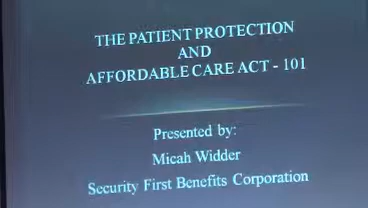 THE PATIENT PROTECTION
AND
AFFORDABLE CARE ACT - 101
Presented by:
Micah Widder
Security First Benefits Corporation